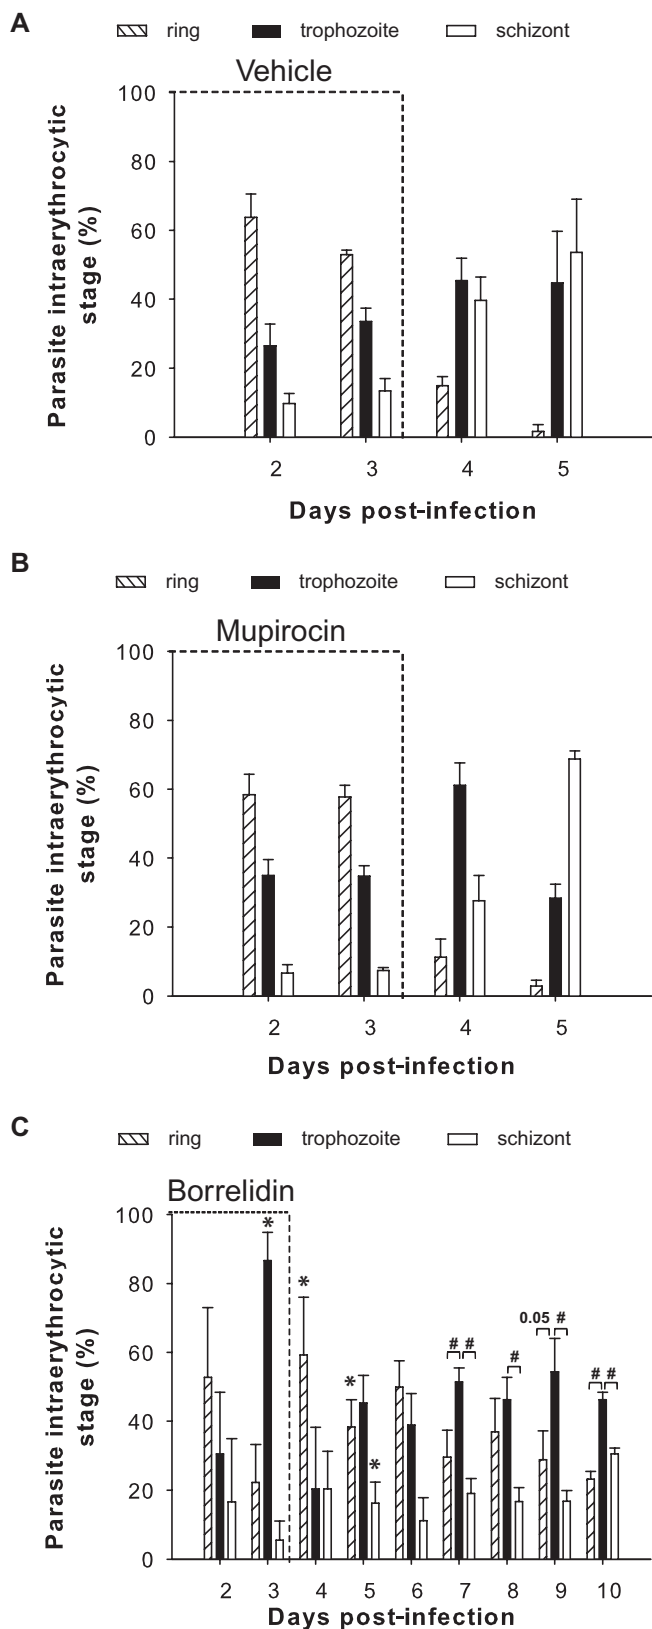 A
ring trophozoite schizont
Vehicle
100
80
60
40
20
0
Parasite intraerythrocytic
stage (%)
2 3 4 5
Days post-infection
B
ring trophozoite schizont
Mupirocin
100
80
60
40
20
0
Parasite intraerythrocytic
stage (%)
2 3 4 5
Days post-infection
C
ring trophozoite schizont
Borrelidin
100
80
60
40
20
0
Parasite intraerythrocytic
stage (%)
*
*
*
*
# #
#
0.05 #
# #
2 3 4 5 6 7 8 9 10
Days post-infection